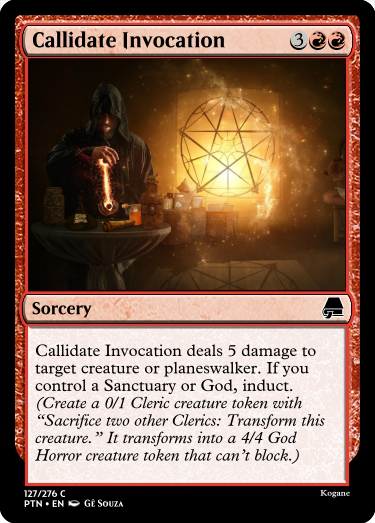 Callidate Invocation 3
Sorcery
Callidate Invocation deals 5 damage to
target creature or planeswalker. If you
control a Sanctuary or God, induct.
(Create a 0/1 Cleric creature token with
“Sacrifice two other Clerics: Transform this
creature.” It transforms into a 4/4 God
Horror creature token that can’t block.)
127/276 C
PTN • EN Gê Souza
Kogane